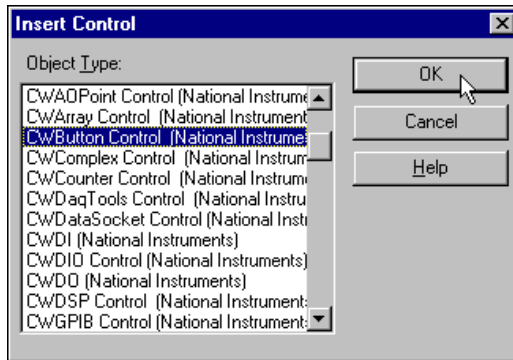 Insert Control
Object Type:
CWAOPoint Control (National Instrume
CWArray Control (National Instrument
CWButton Control (National Instrume
CWComplex Control (National Instrum
CWCounter Control (National Instrum
CWDaqTools Control (National Instru
CWDataSocket Control (National Instr
CWDI (National Instruments)
CWDIO Control (National Instruments)
CWDO (National Instruments)
CWDSP Control (National Instrument
CWGPIB Control (National Instrument
OK
Cancel
Help